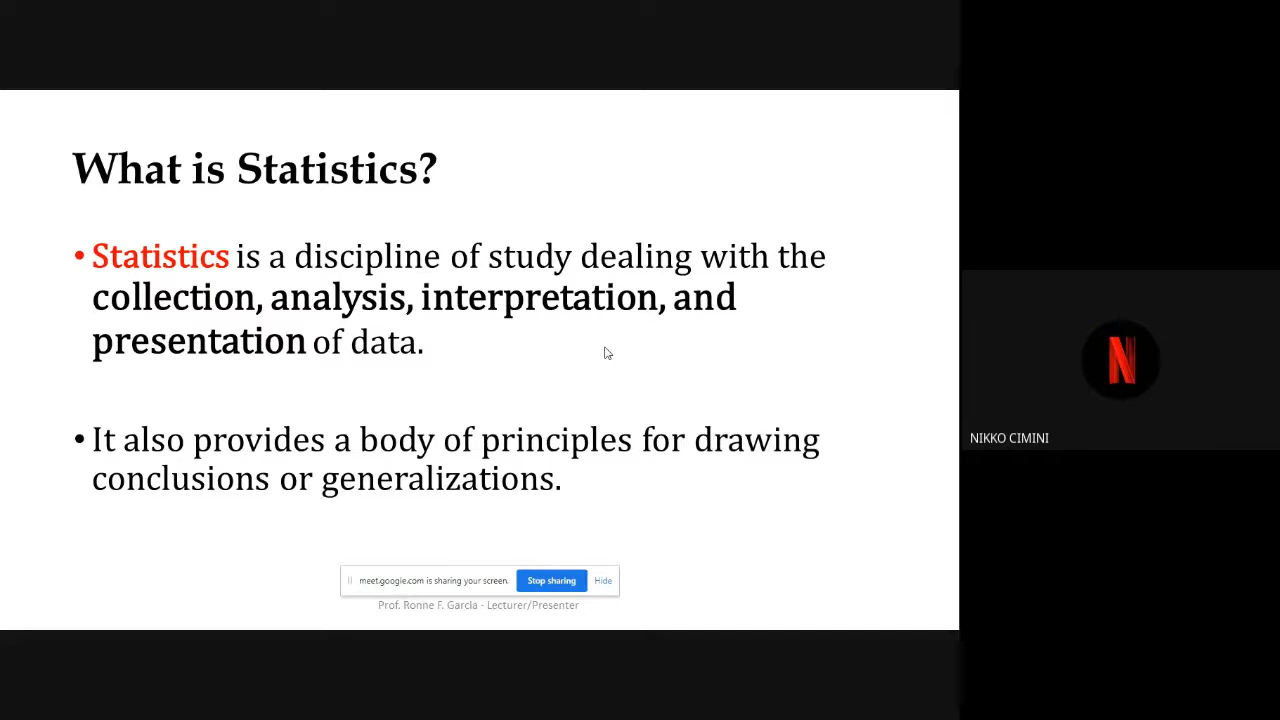 What is Statistics?
• Statistics is a discipline of study dealing with the
collection, analysis, interpretation, and
presentation of data.
• It also provides a body of principles for drawing
conclusions or generalizations.
meet.google.com is sharing your screen. Stop sharing Hide
Prof. Ronne F. Garcia - Lecturer/Presenter
N
NIKKO CIMINI